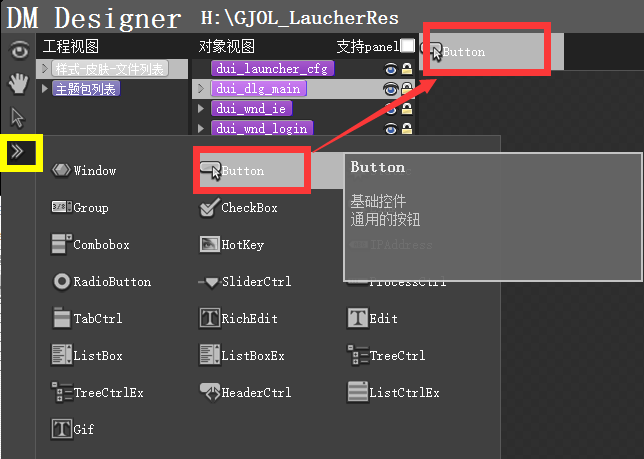 DM Designer H:\GJOL_LaucherRes
工程视图 对象视图 支持panel
Button
样式-皮肤-文件列表 dui_launcher_cfg
主题包列表 dui_dlg_main
dui_wnd_ie
dui_wnd_login
Window Button
Button
基础控件
通用的按钮
Group CheckBox
Combobox HotKey IPAddress
RadioButton SliderCtrl ProcessCtrl
TabCtrl RichEdit Edit
ListBox ListBoxEx TreeCtrl
TreeCtrlEx HeaderCtrl ListCtrlEx
Gif